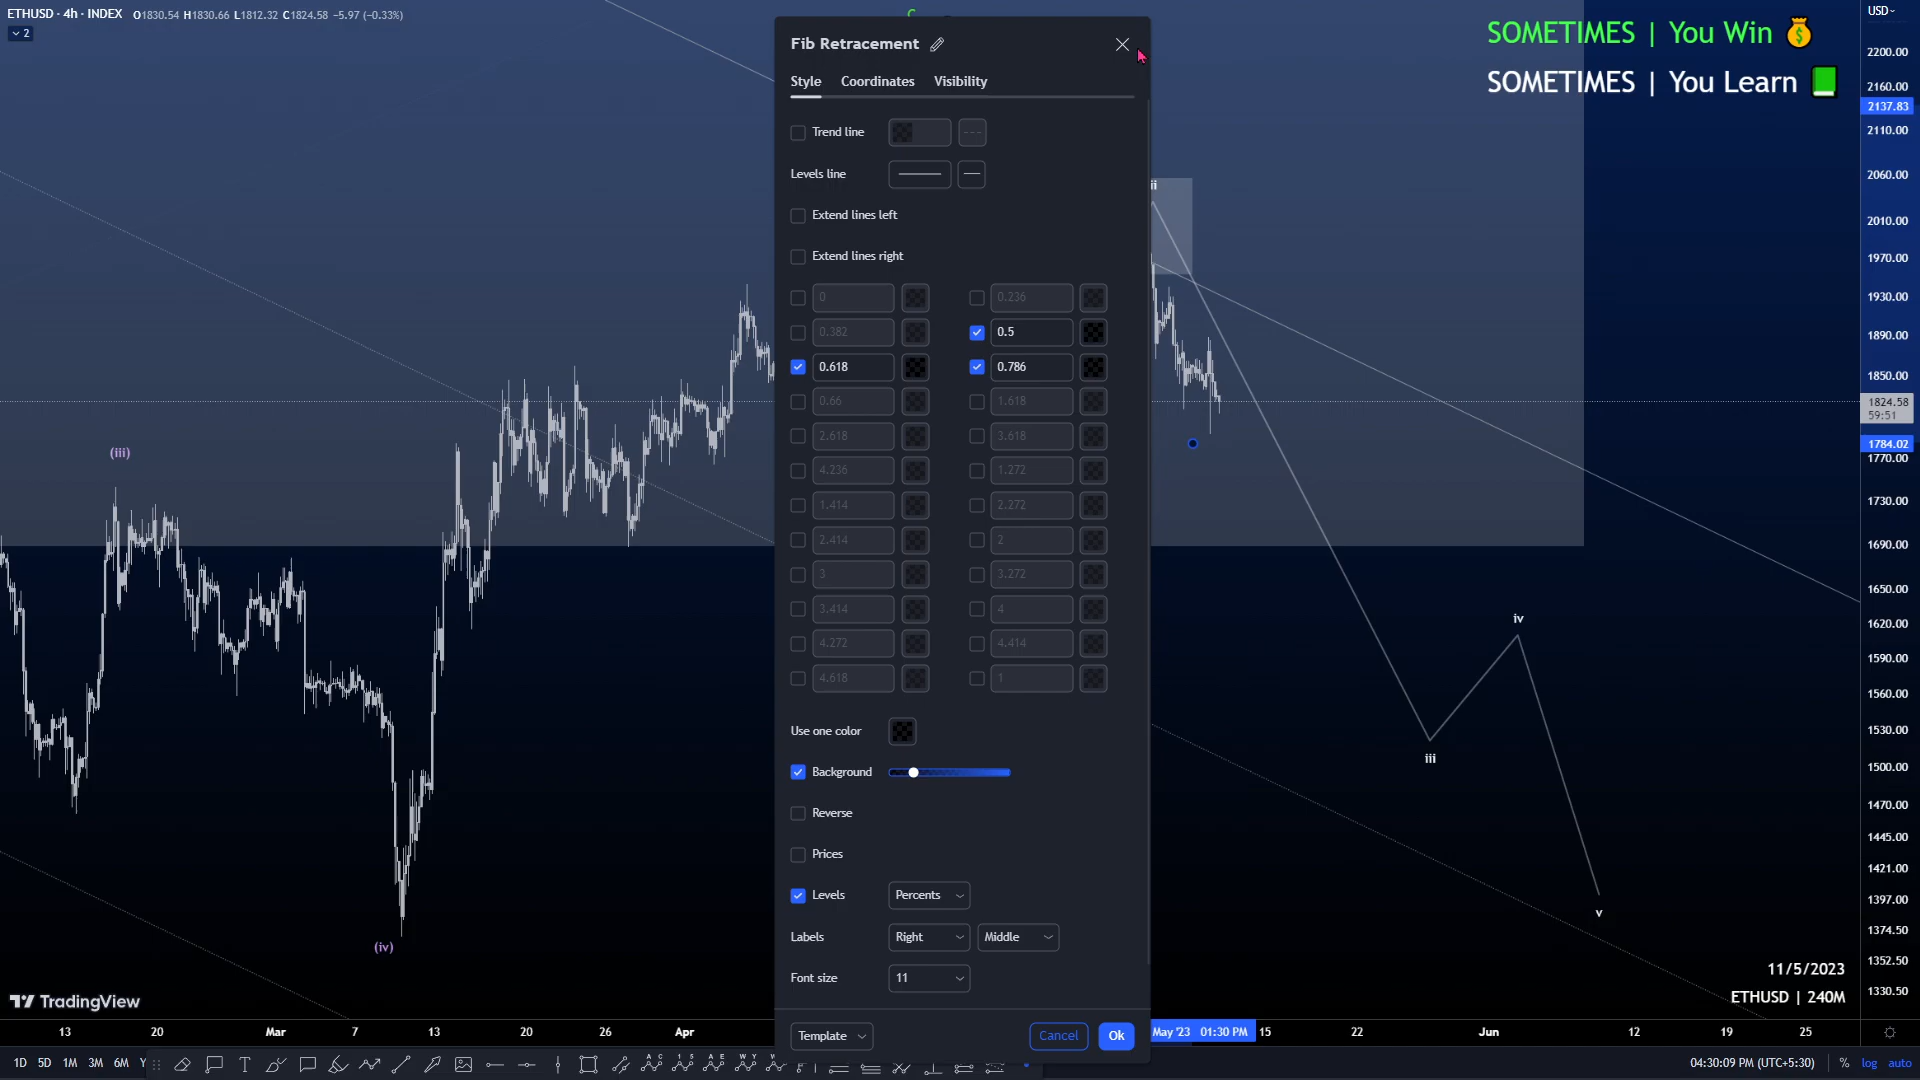 ETHUSD · 4h · INDEX O1830.54 H1830.66 L1812.32 C1824.58 −5.97 (−0.33%)
2
SOMETIMES | You Win
SOMETIMES | You Learn
USD
2200.00
2160.00
2137.83
2110.00
2060.00
2010.00
1970.00
1930.00
1890.00
1850.00
1824.58
59:51
1784.02
1770.00
1730.00
1690.00
1650.00
1620.00
1590.00
1560.00
1530.00
1500.00
1470.00
1445.00
1421.00
1397.00
1374.50
1352.50
1330.50
Fib Retracement
Style Coordinates Visibility
Trend line
Levels line
Extend lines left
Extend lines right
0 0.236
0.382 0.5
0.618 0.786
0.66 1.618
2.618 3.618
4.236 1.272
1.414 2.272
2.414 2
3 3.272
3.414 4
4.272 4.414
4.618 1
Use one color
Background
Reverse
Prices
Levels Percents
Labels Right Middle
Font size 11
Template Cancel Ok
(iii)
(iv)
ii
iii
iv
v
11/5/2023
ETHUSD | 240M
TradingView
13 20 Mar 7 13 20 26 Apr May '23 01:30 PM 15 22 Jun 12 19 25
1D 5D 1M 3M 6M Y
04:30:09 PM (UTC+5:30) % log auto